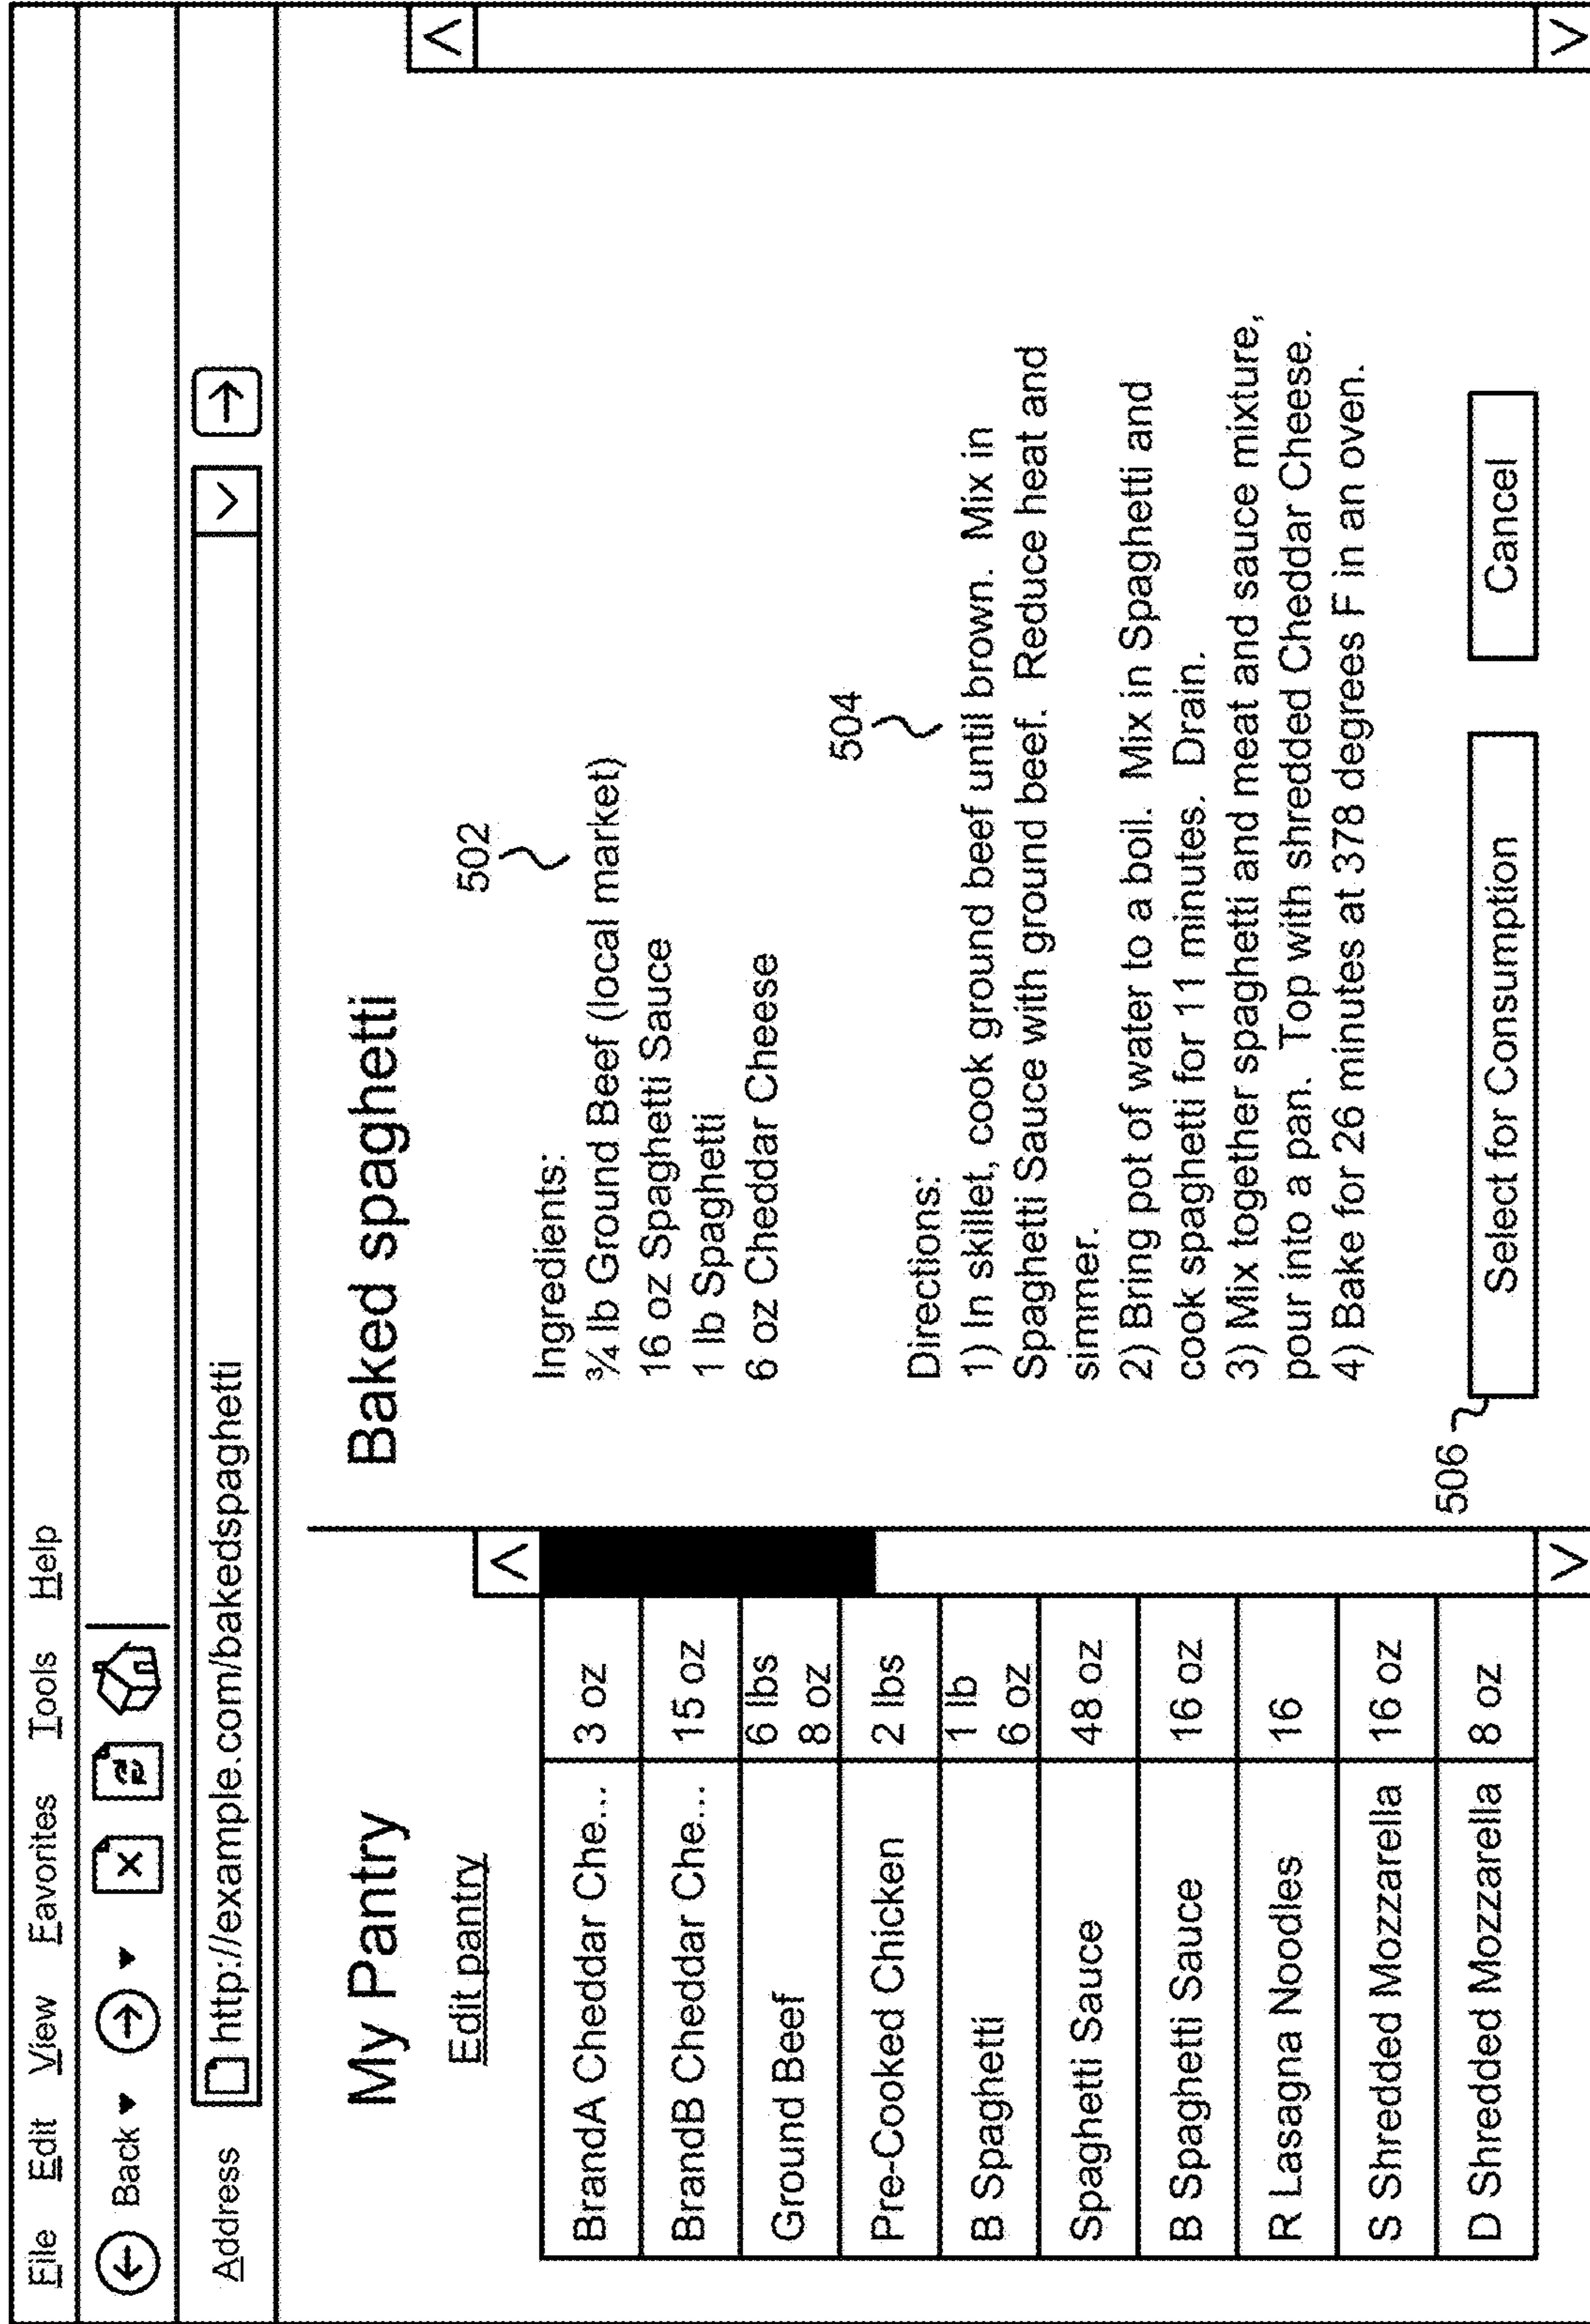 File Edit View Favorites Tools Help
Back
Address http://example.com/bakedspaghetti
My Pantry
Edit pantry
BrandA Cheddar Che... 3 oz
BrandB Cheddar Che... 15 oz
Ground Beef 6 lbs
8 oz
Pre-Cooked Chicken 2 lbs
B Spaghetti 1 lb
6 oz
Spaghetti Sauce 48 oz
B Spaghetti Sauce 16 oz
R Lasagna Noodles 16
S Shredded Mozzarella 16 oz
D Shredded Mozzarella 8 oz
Baked spaghetti
502
Ingredients:
¾ lb Ground Beef (local market)
16 oz Spaghetti Sauce
1 lb Spaghetti
6 oz Cheddar Cheese
504
Directions:
1) In skillet, cook ground beef until brown. Mix in
Spaghetti Sauce with ground beef. Reduce heat and
simmer.
2) Bring pot of water to a boil. Mix in Spaghetti and
cook spaghetti for 11 minutes. Drain.
3) Mix together spaghetti and meat and sauce mixture,
pour into a pan. Top with shredded Cheddar Cheese.
4) Bake for 26 minutes at 378 degrees F in an oven.
506
Select for Consumption
Cancel